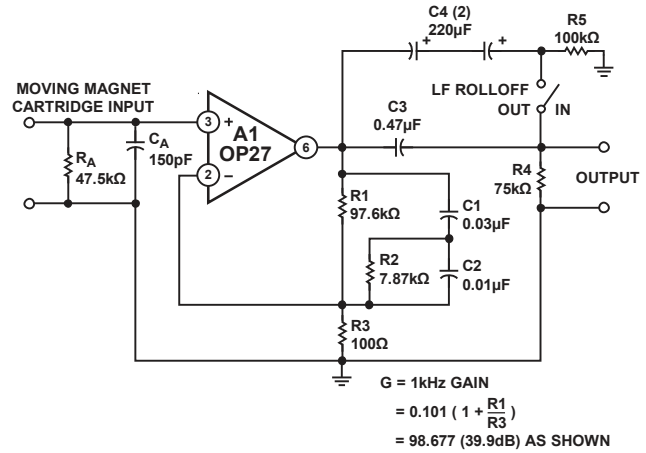 C4 (2)
220µF
+
+
R5
100kΩ
MOVING MAGNET
CARTRIDGE INPUT
LF ROLLOFF
OUT
IN
C3
0.47µF
3
+
A1
OP27
6
2
–
RA
47.5kΩ
CA
150pF
R1
97.6kΩ
C1
0.03µF
R4
75kΩ
OUTPUT
R2
7.87kΩ
C2
0.01µF
R3
100Ω
G = 1kHz GAIN
= 0.101 ( 1 + R1
R3 )
= 98.677 (39.9dB) AS SHOWN